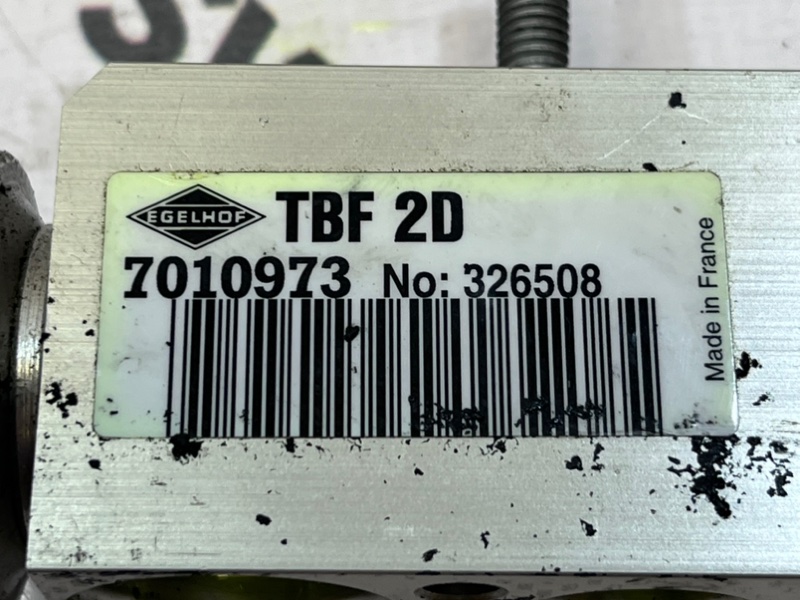 EGELHOF TBF 2D
7010973 No: 326508
Made in France